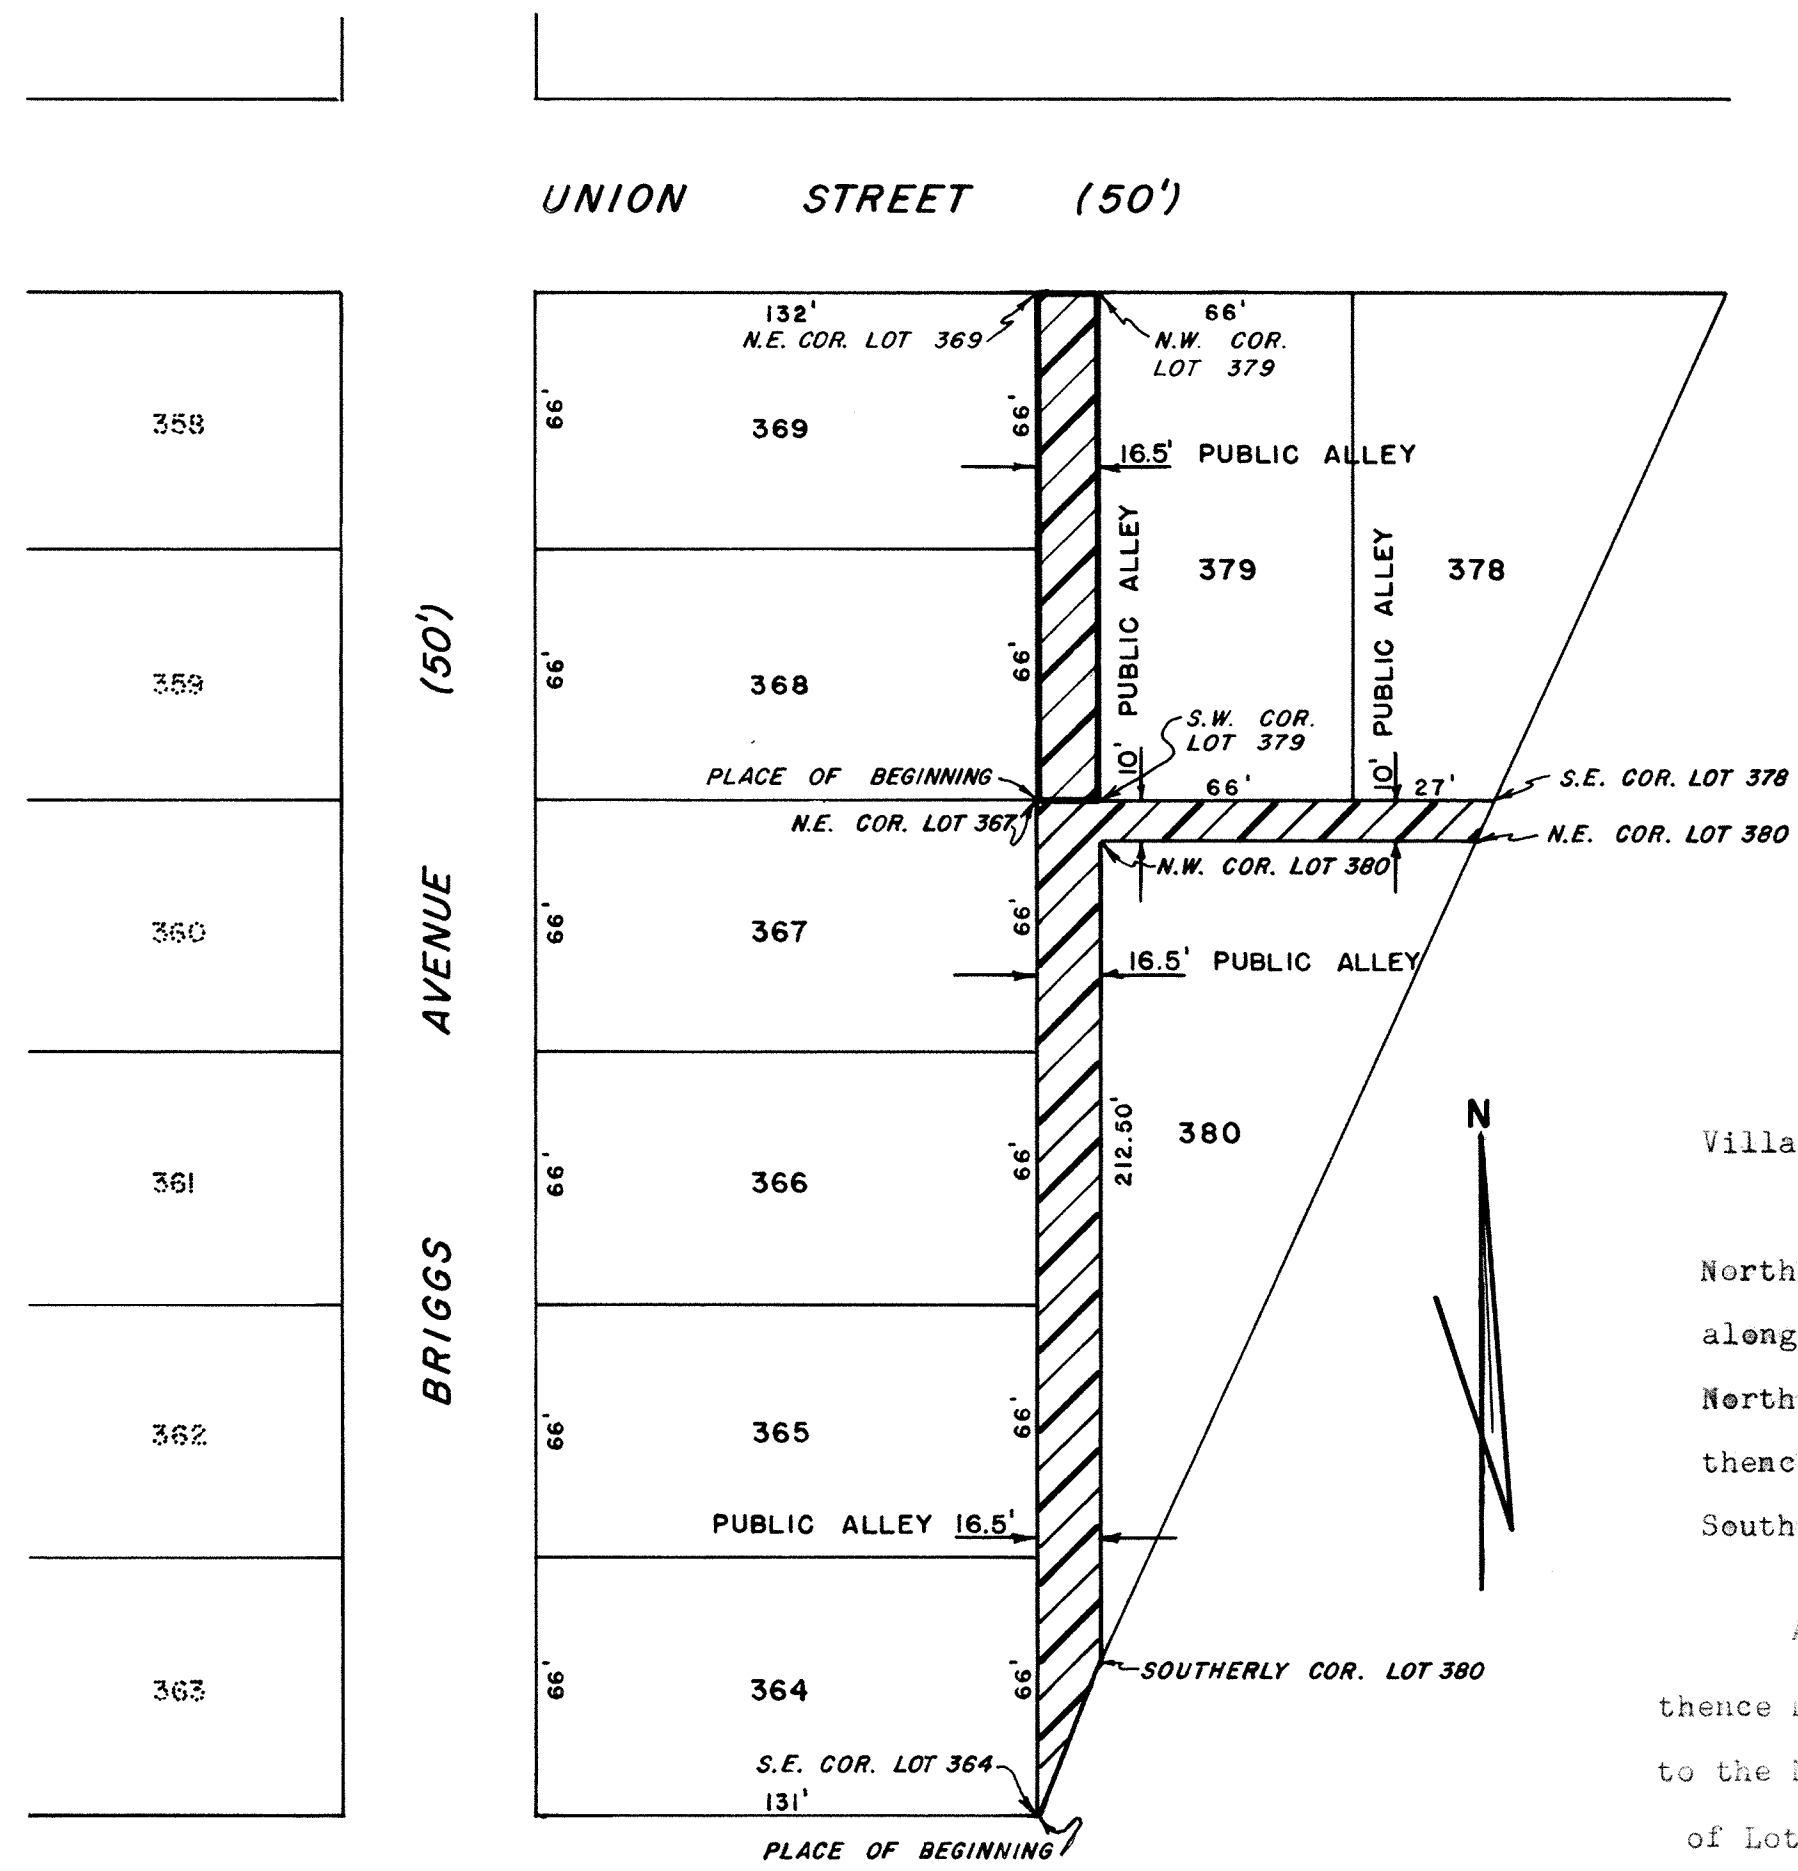 UNION STREET (50')
132'
N.E. COR. LOT 369
66'
N.W. COR.
LOT 379
358
66'
369
66'
16.5' PUBLIC ALLEY
10' PUBLIC ALLEY
379
10' PUBLIC ALLEY
378
BRIGGS AVENUE (50')
359
66'
368
66'
S.W. COR.
LOT 379
PLACE OF BEGINNING
66'
27'
S.E. COR. LOT 378
N.E. COR. LOT 367
N.E. COR. LOT 380
N.W. COR. LOT 380
360
66'
367
66'
16.5' PUBLIC ALLEY
361
66'
366
66'
212.50'
380
N
Villa
North
along
North
thenc
South
362
66'
365
66'
PUBLIC ALLEY 16.5'
363
66'
364
66'
SOUTHERLY COR. LOT 380
thence
to the
of Lot
S.E. COR. LOT 364
131'
PLACE OF BEGINNING